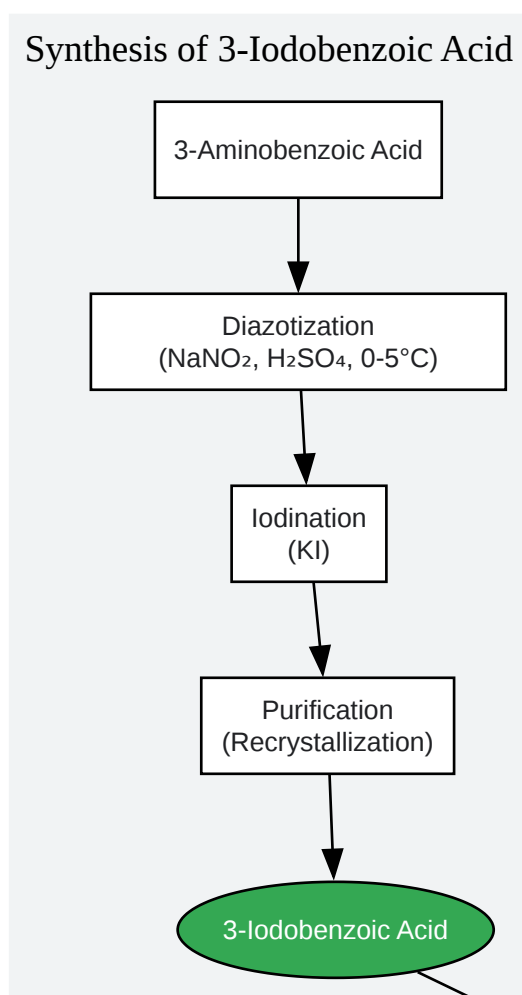 Synthesis of 3-Iodobenzoic Acid
3-Aminobenzoic Acid
Diazotization
(NaNO₂, H₂SO₄, 0-5°C)
Iodination
(KI)
Purification
(Recrystallization)
3-Iodobenzoic Acid